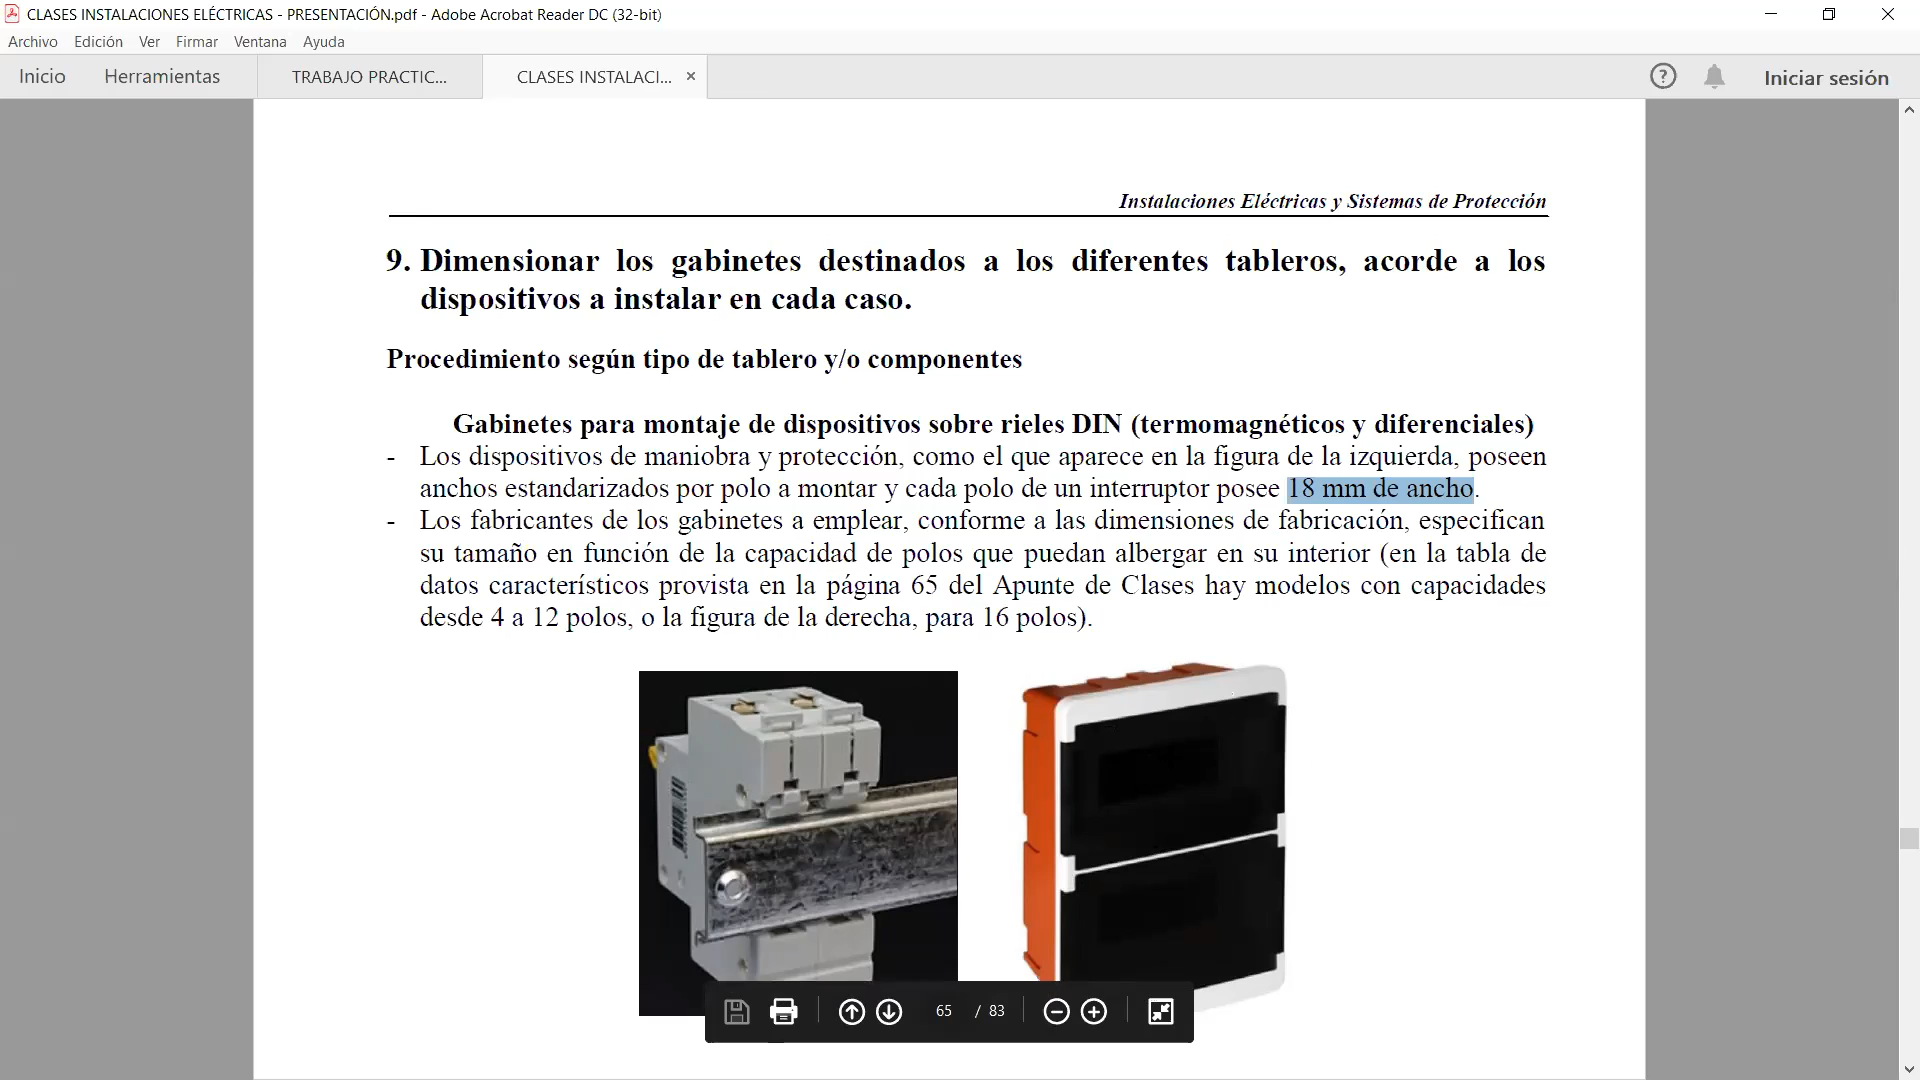 CLASES INSTALACIONES ELÉCTRICAS - PRESENTACIÓN.pdf - Adobe Acrobat Reader DC (32-bit)
Archivo Edición Ver Firmar Ventana Ayuda
Inicio Herramientas TRABAJO PRACTIC... CLASES INSTALACI... × ? Iniciar sesión
Instalaciones Eléctricas y Sistemas de Protección
9. Dimensionar los gabinetes destinados a los diferentes tableros, acorde a los
dispositivos a instalar en cada caso.
Procedimiento según tipo de tablero y/o componentes
Gabinetes para montaje de dispositivos sobre rieles DIN (termomagnéticos y diferenciales)
- Los dispositivos de maniobra y protección, como el que aparece en la figura de la izquierda, poseen
anchos estandarizados por polo a montar y cada polo de un interruptor posee 18 mm de ancho.
- Los fabricantes de los gabinetes a emplear, conforme a las dimensiones de fabricación, especifican
su tamaño en función de la capacidad de polos que puedan albergar en su interior (en la tabla de
datos característicos provista en la página 65 del Apunte de Clases hay modelos con capacidades
desde 4 a 12 polos, o la figura de la derecha, para 16 polos).
65 / 83